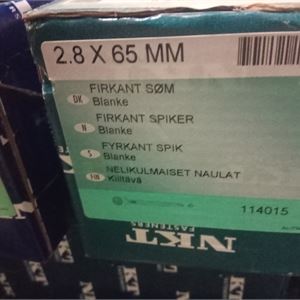 2.8 X 65 MM
FIRKANT SØM
DK Blanke
FIRKANT SPIKER
N Blanke
FYRKANT SPIK
S Blanke
NELIKULMAISET NAULAT
FIN Kiiltävä
114015
NKT
FASTENERS